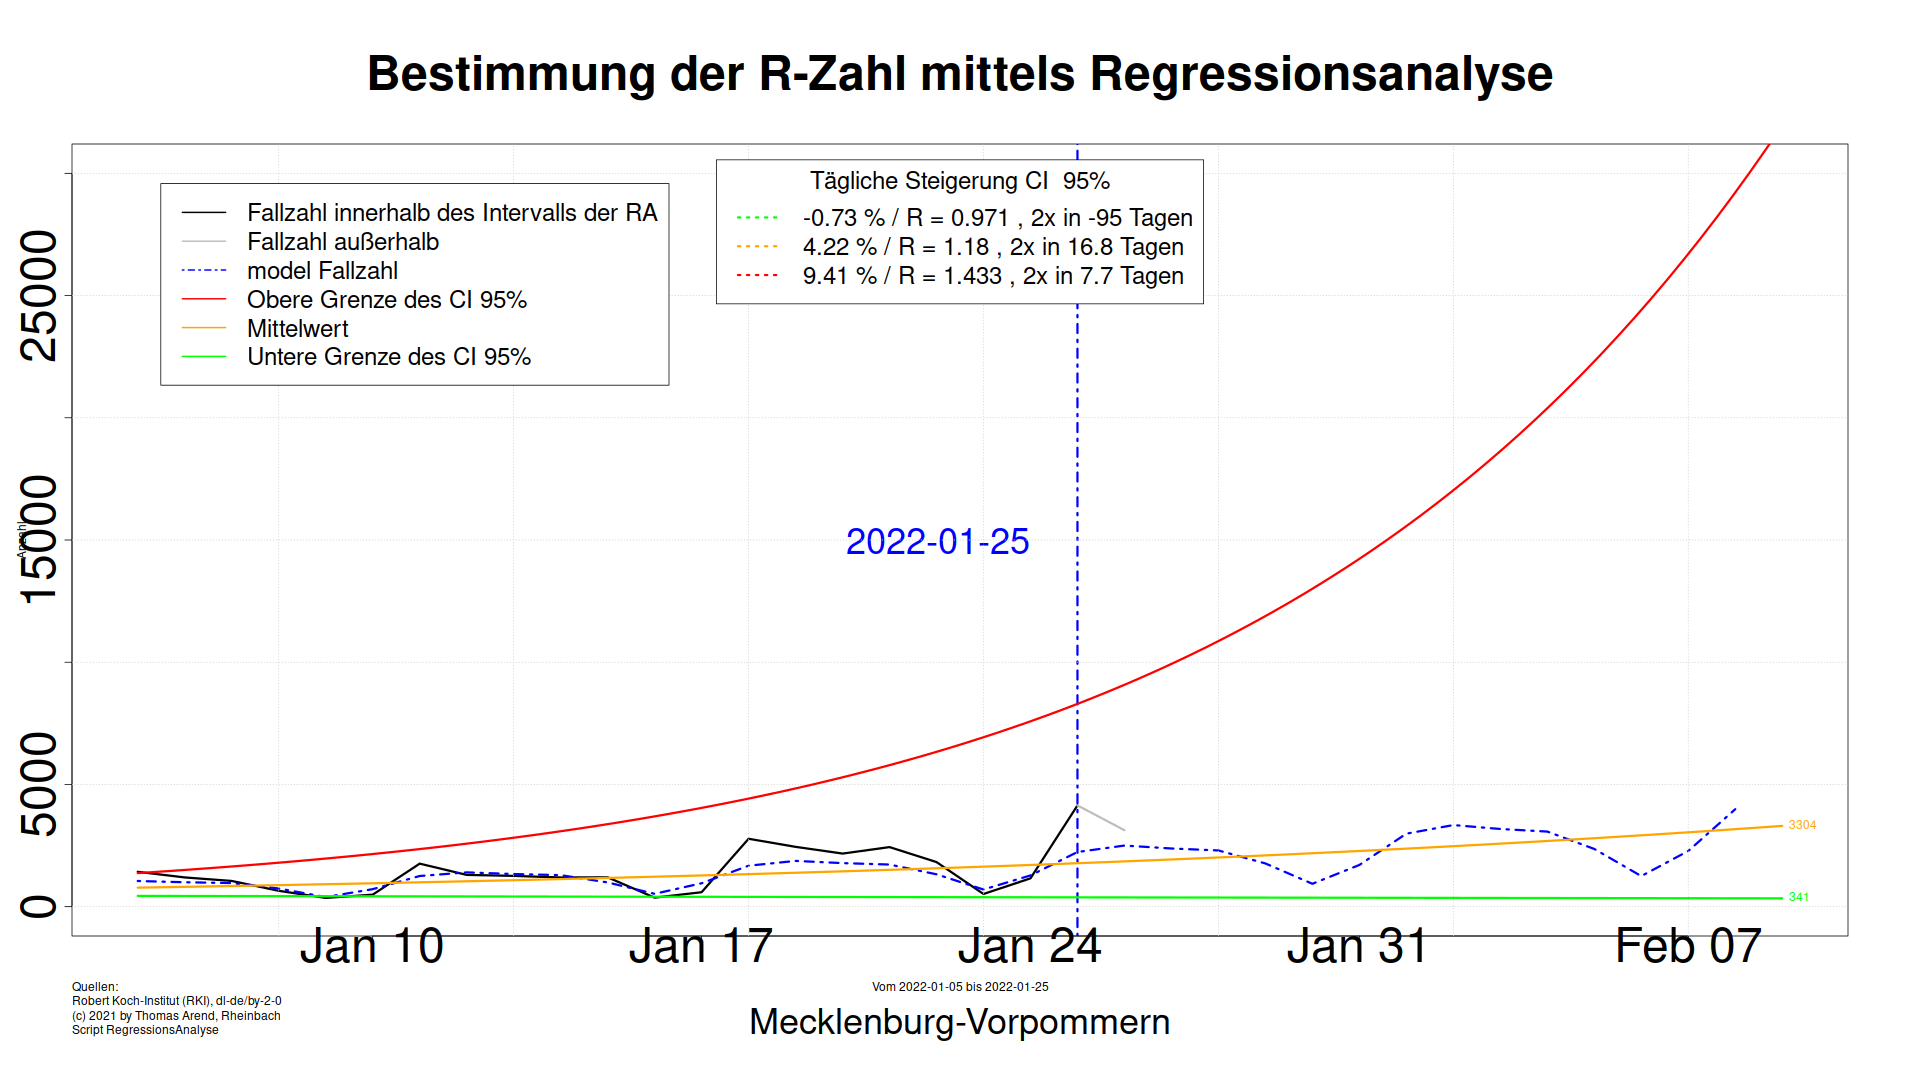 Bestimmung der R-Zahl mittels Regressionsanalyse
Tägliche Steigerung CI  95%
-0.73 % / R = 0.971 , 2x in -95 Tagen
4.22 % / R = 1.18 , 2x in 16.8 Tagen
9.41 % / R = 1.433 , 2x in 7.7 Tagen
Fallzahl innerhalb des Intervalls der RA
Fallzahl außerhalb
model Fallzahl
Obere Grenze des CI 95%
Mittelwert
Untere Grenze des CI 95%
25000
15000
5000
0
Anzahl
2022-01-25
3304
341
Jan 10
Jan 17
Jan 24
Jan 31
Feb 07
Quellen:
Robert Koch-Institut (RKI), dl-de/by-2-0
(c) 2021 by Thomas Arend, Rheinbach
Script RegressionsAnalyse
Vom 2022-01-05 bis 2022-01-25
Mecklenburg-Vorpommern